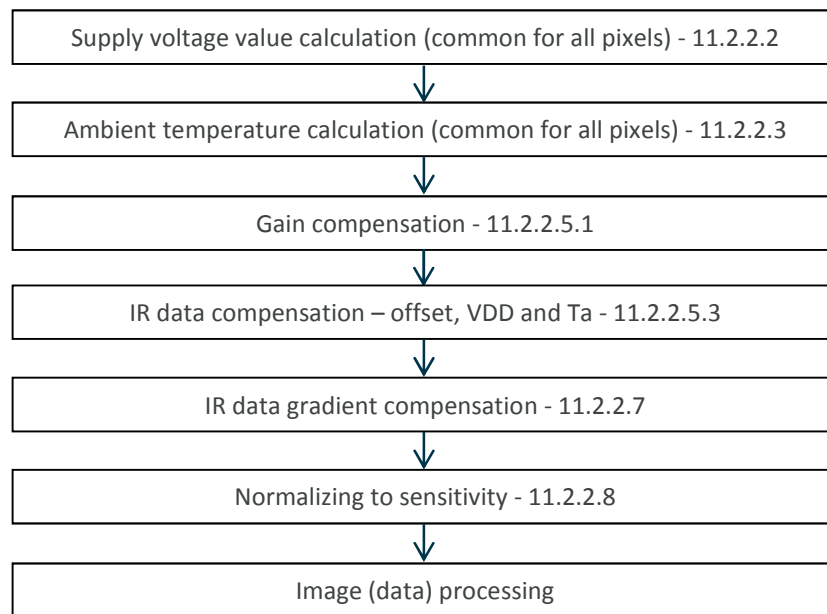 Supply voltage value calculation (common for all pixels) - 11.2.2.2
Ambient temperature calculation (common for all pixels) - 11.2.2.3
Gain compensation - 11.2.2.5.1
IR data compensation – offset, VDD and Ta - 11.2.2.5.3
IR data gradient compensation - 11.2.2.7
Normalizing to sensitivity - 11.2.2.8
Image (data) processing